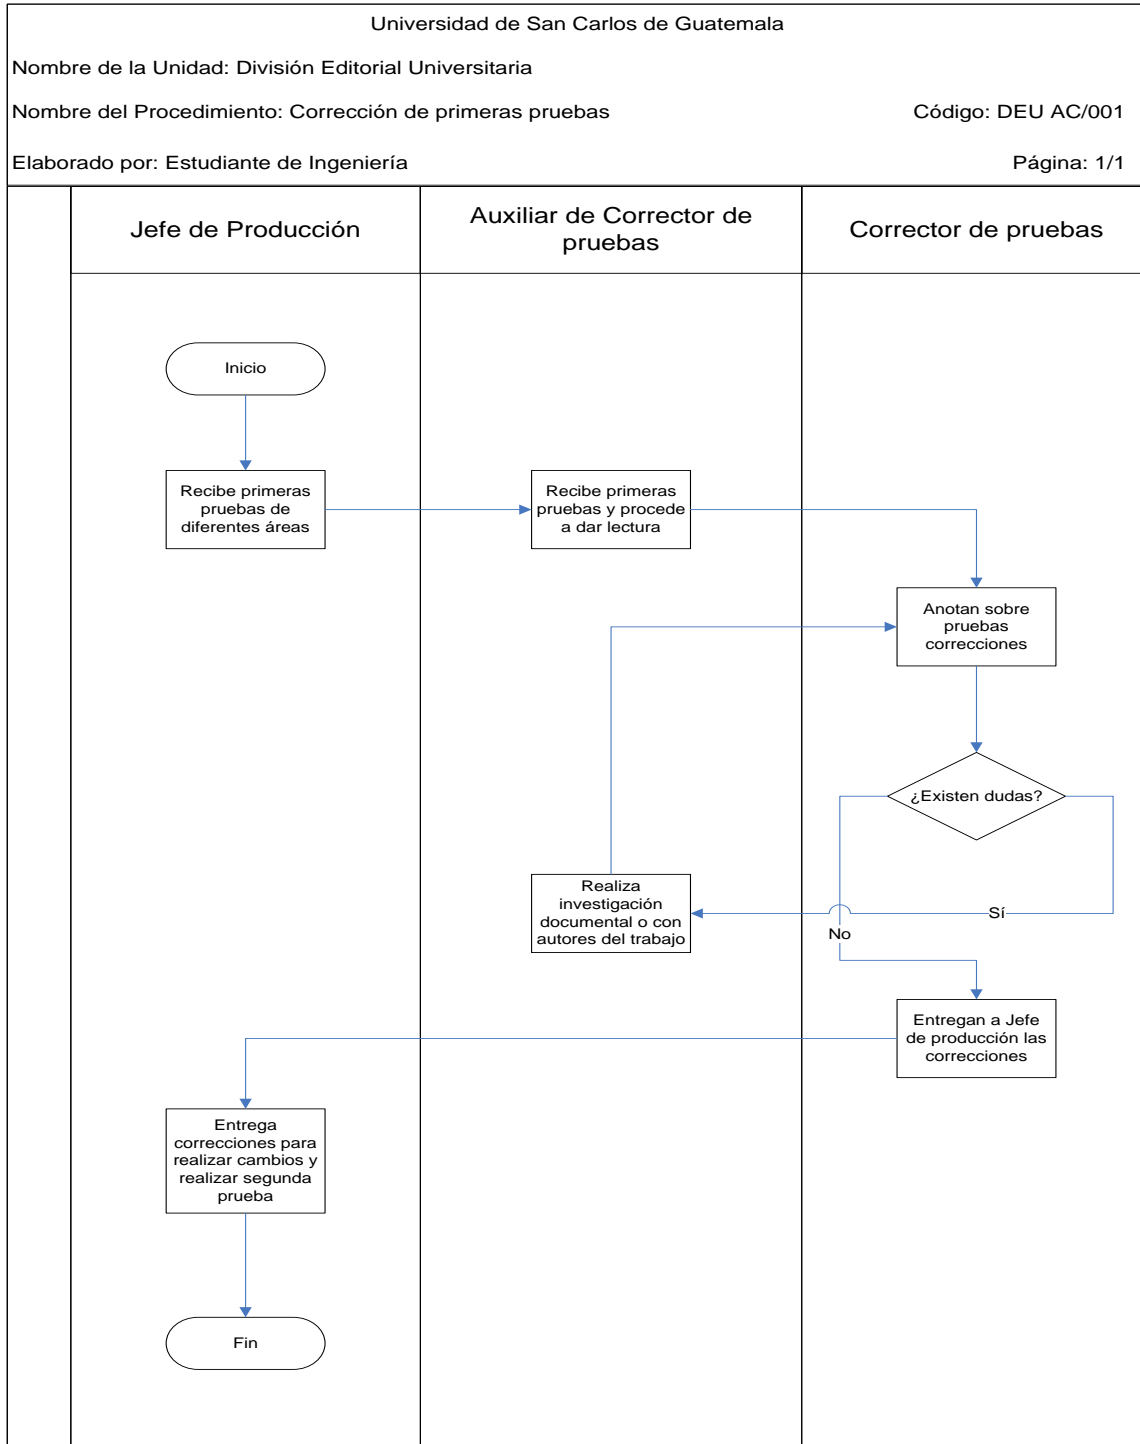 Universidad de San Carlos de Guatemala
Nombre de la Unidad: División Editorial Universitaria
Nombre del Procedimiento: Corrección de primeras pruebas
Código: DEU AC/001
Elaborado por: Estudiante de Ingeniería
Página: 1/1
Jefe de Producción
Auxiliar de Corrector de
pruebas
Corrector de pruebas
Inicio
Recibe primeras
pruebas de
diferentes áreas
Recibe primeras
pruebas y procede
a dar lectura
Anotan sobre
pruebas
correcciones
¿Existen dudas?
Realiza
investigación
documental o con
autores del trabajo
Sí
No
Entregan a Jefe
de producción las
correcciones
Entrega
correcciones para
realizar cambios y
realizar segunda
prueba
Fin